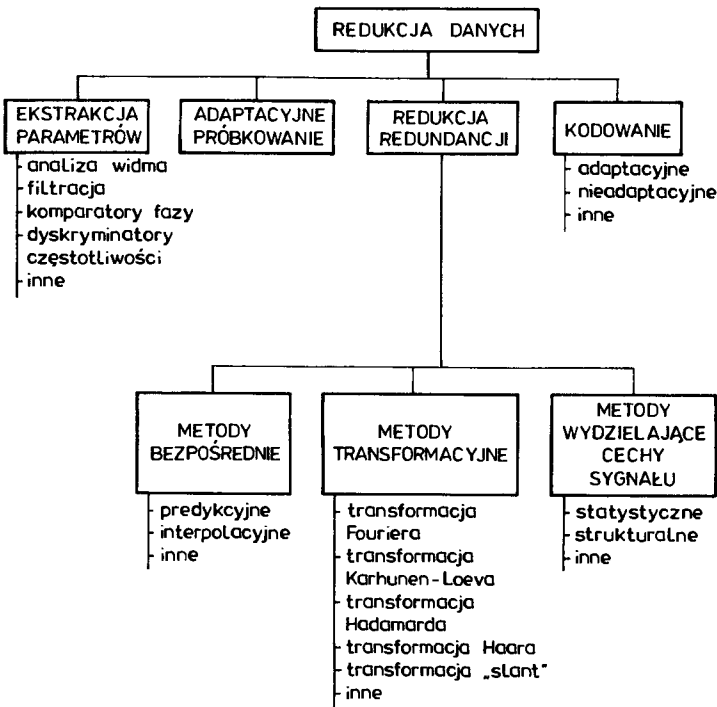 REDUKCJA DANYCH
EKSTRAKCJA
PARAMETRÓW
- analiza widma
- filtracja
- komparatory fazy
- dyskryminatory
częstotliwości
- inne
ADAPTACYJNE
PRÓBKOWANIE
REDUKCJA
REDUNDANCJI
KODOWANIE
- adaptacyjne
- nieadaptacyjne
- inne
METODY
BEZPOŚREDNIE
- predykcyjne
- interpolacyjne
- inne
METODY
TRANSFORMACYJNE
- transformacja
Fouriera
- transformacja
Karhunen-Loeva
- transformacja
Hadamarda
- transformacja Haara
- transformacja „slant"
- inne
METODY
WYDZIELAJĄCE
CECHY
SYGNAŁU
- statystyczne
- strukturalne
- inne